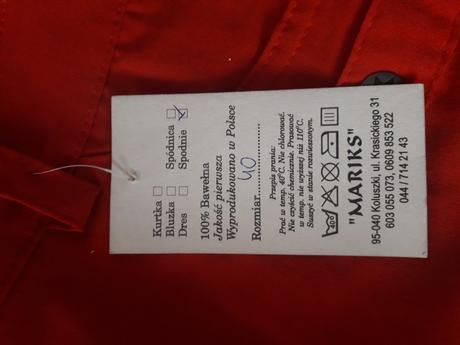 Kurtka
Spódnica
Bluzka
Spodnie
Dres
100% Bawełna
Jakość pierwsza
Wyprodukowano w Polsce
Rozmiar..........40..........
Przepis prania:
Prać w temp. 40°C. Nie chlorować.
Nie czyścić chemicznie. Prasować
w temp. nie wyższej niż 110°C.
Suszyć w stanie rozwieszonym.
40°
"MARIKS"
95-040 Koluszki, ul. Krasickiego 31
603 055 073, 0609 853 522
044 / 714 21 43